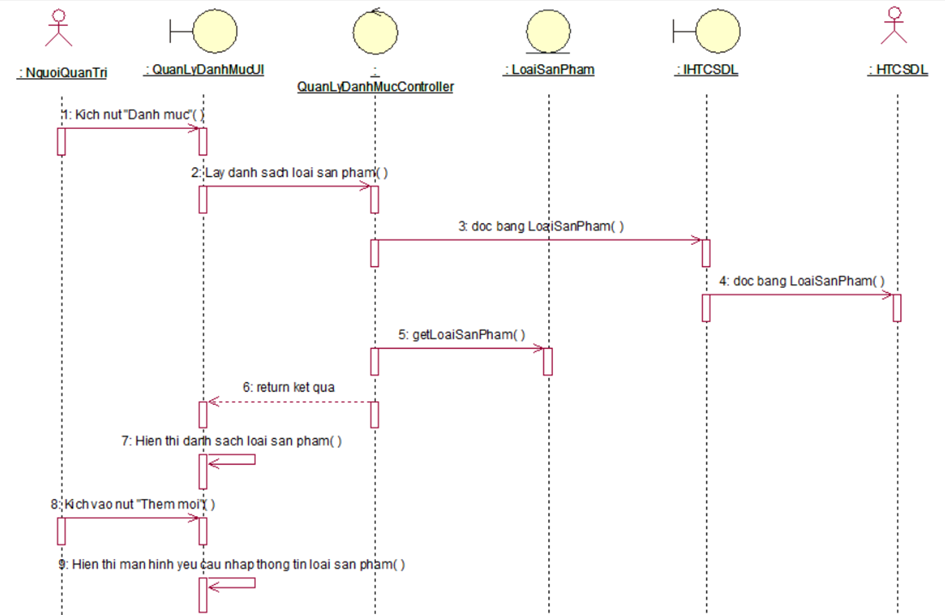 : NguoiQuanTri
: QuanLyDanhMucUI
:
QuanLyDanhMucController
: LoaiSanPham
: IHTCSDL
: HTCSDL
1: Kich nut "Danh muc"( )
2: Lay danh sach loai san pham( )
3: doc bang LoaiSanPham( )
4: doc bang LoaiSanPham( )
5: getLoaiSanPham( )
6: return ket qua
7: Hien thi danh sach loai san pham( )
8: Kich vao nut "Them moi"( )
9: Hien thi man hinh yeu cau nhap thong tin loai san pham( )